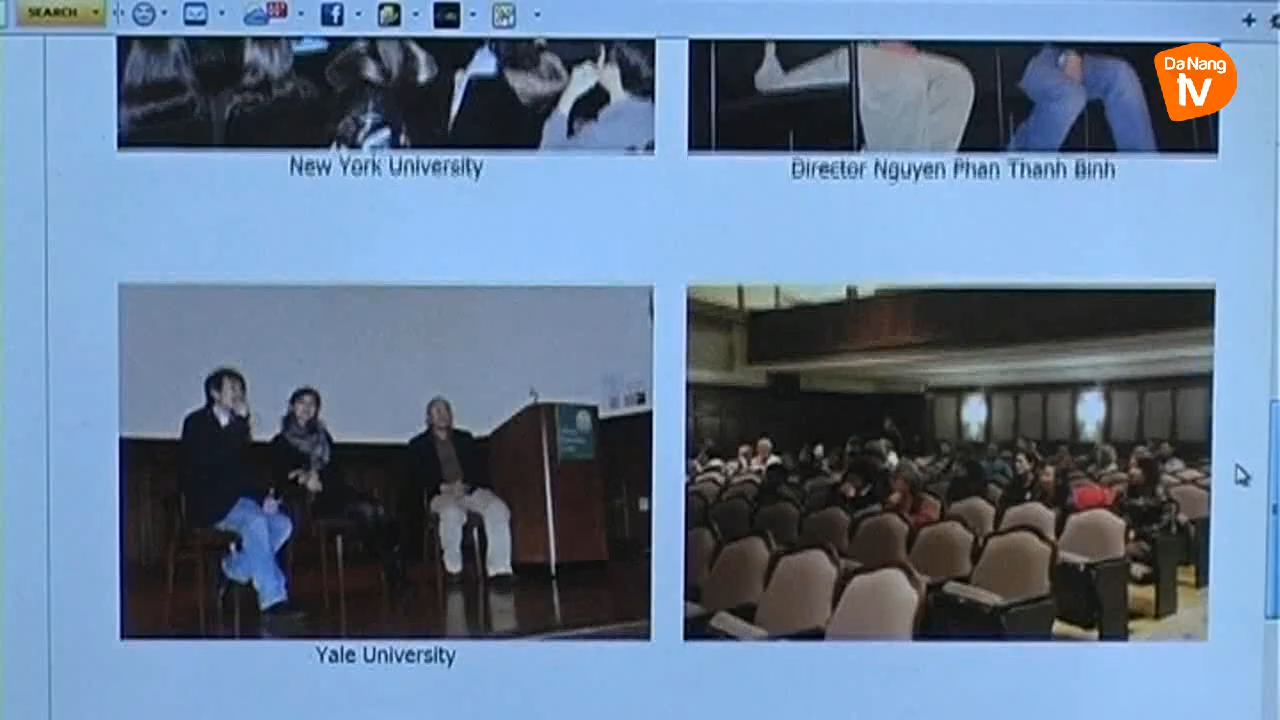 SEARCH
Da Nang
tv
New York University
Director Nguyen Phan Thanh Binh
Yale University